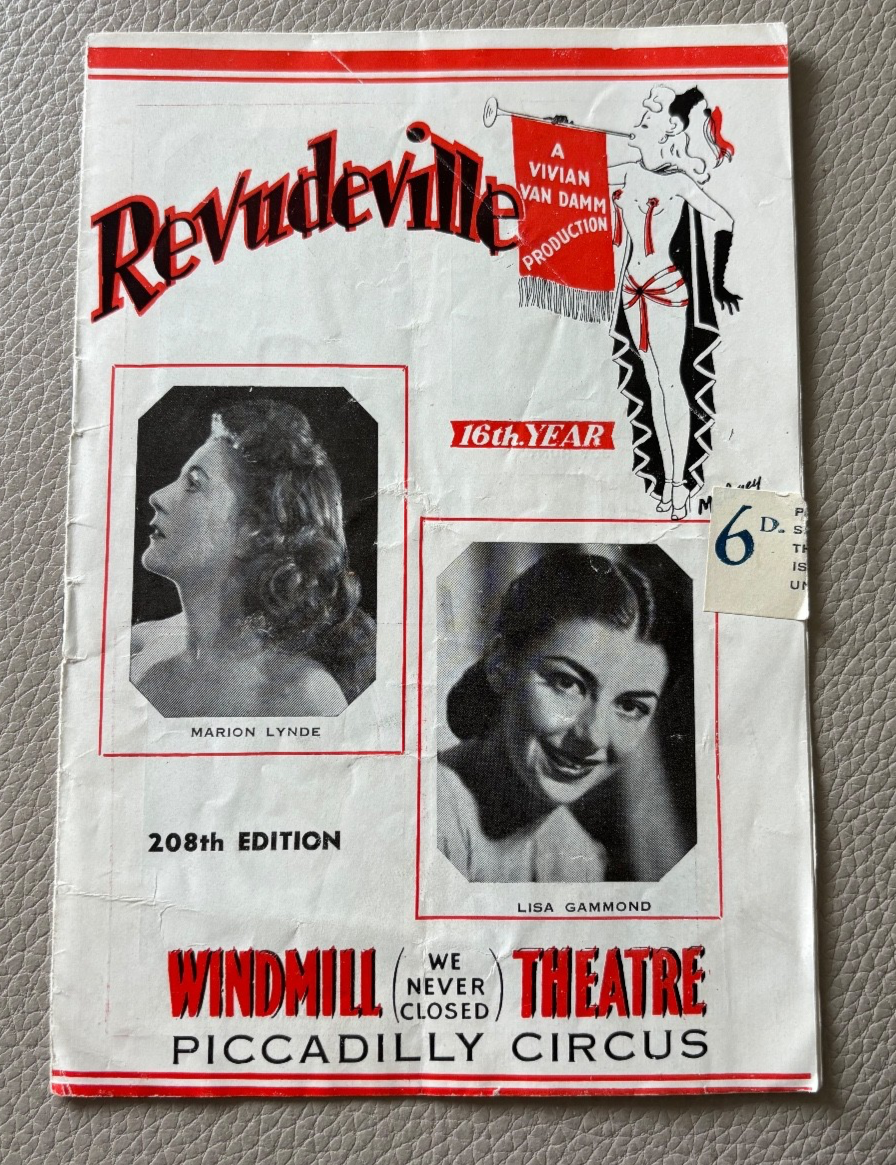 Revudeville
A
VIVIAN
VAN DAMM
PRODUCTION
16th. YEAR
6D.
MARION LYNDE
LISA GAMMOND
208th EDITION
WINDMILL (WE NEVER CLOSED) THEATRE
PICCADILLY CIRCUS